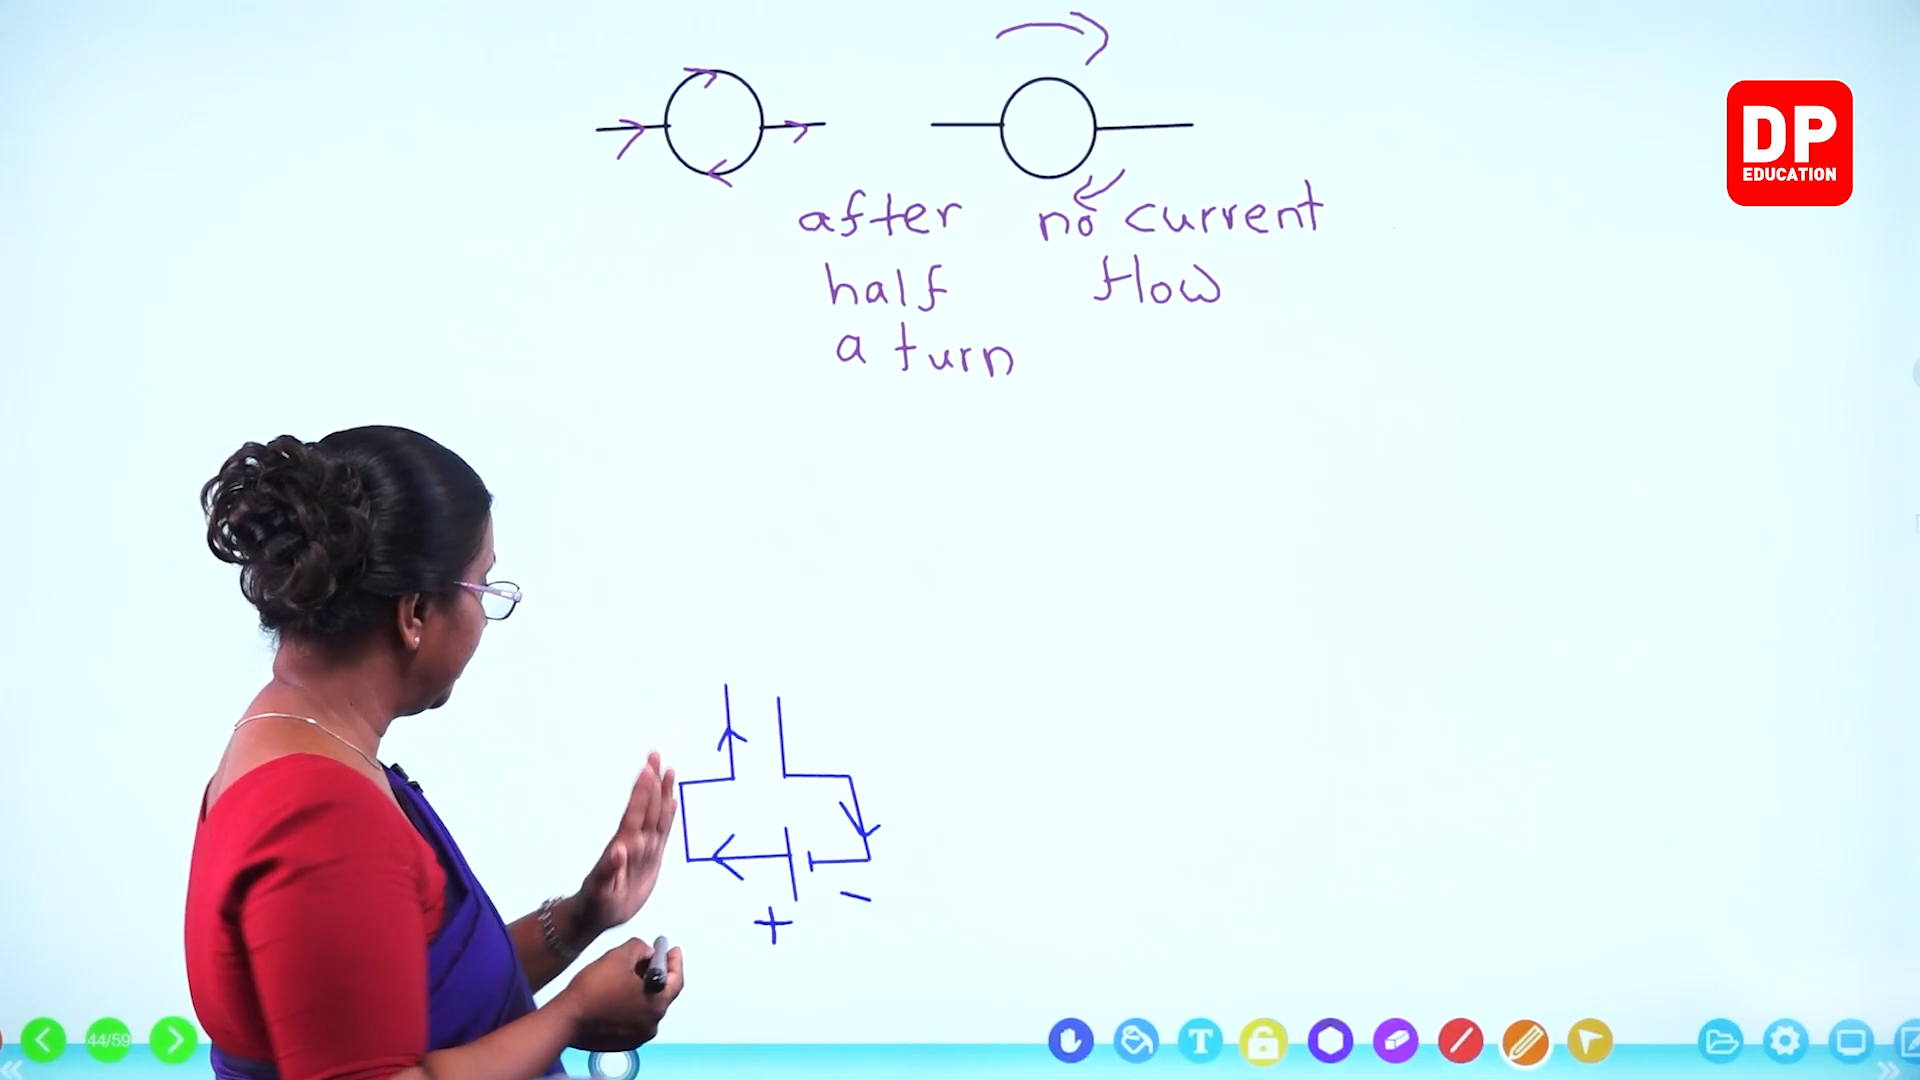 DP
EDUCATION
after no current
half flow
a turn
+ -
44/59
T